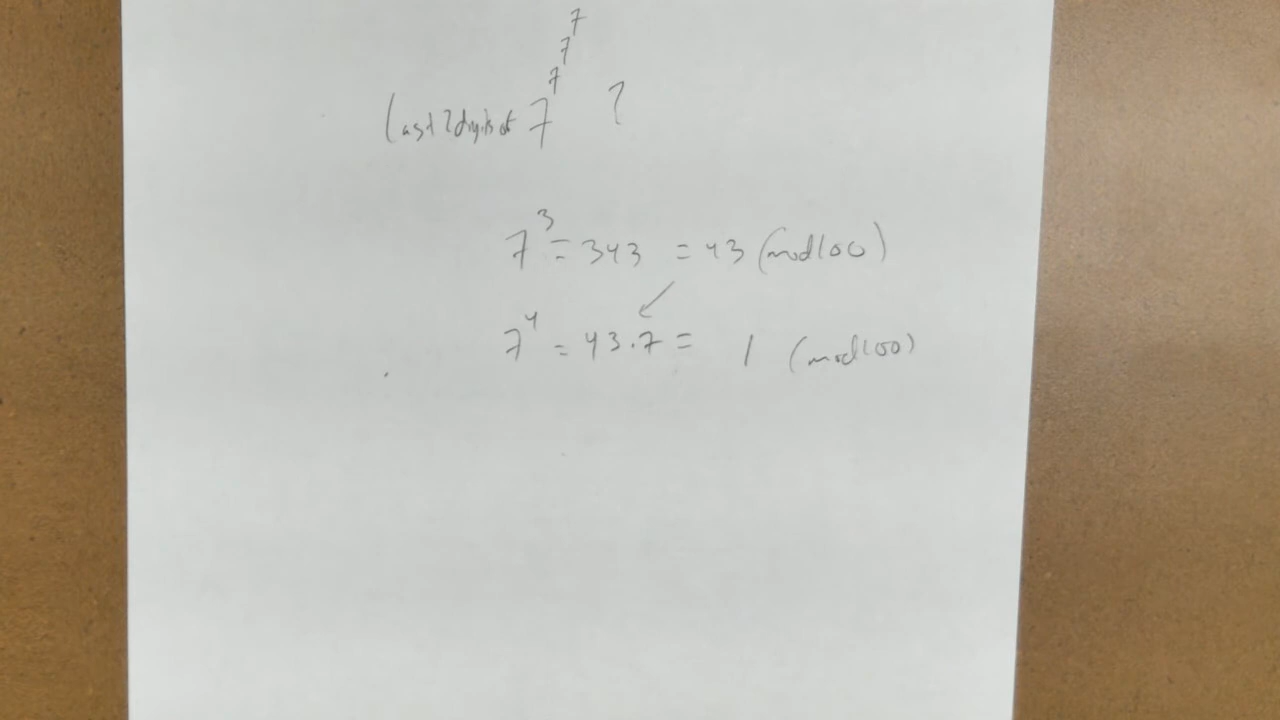 Last 2 digits of 7^7^7^7 ?
7^3 = 343 = 43 (mod 100)
7^4 = 43.7 = 1 (mod 100)